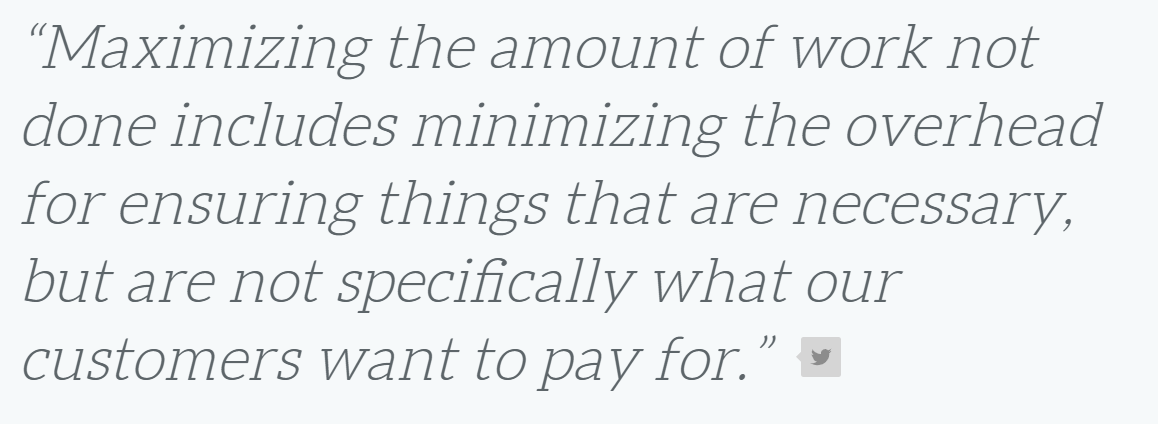 “Maximizing the amount of work not
done includes minimizing the overhead
for ensuring things that are necessary,
but are not specifically what our
customers want to pay for.”